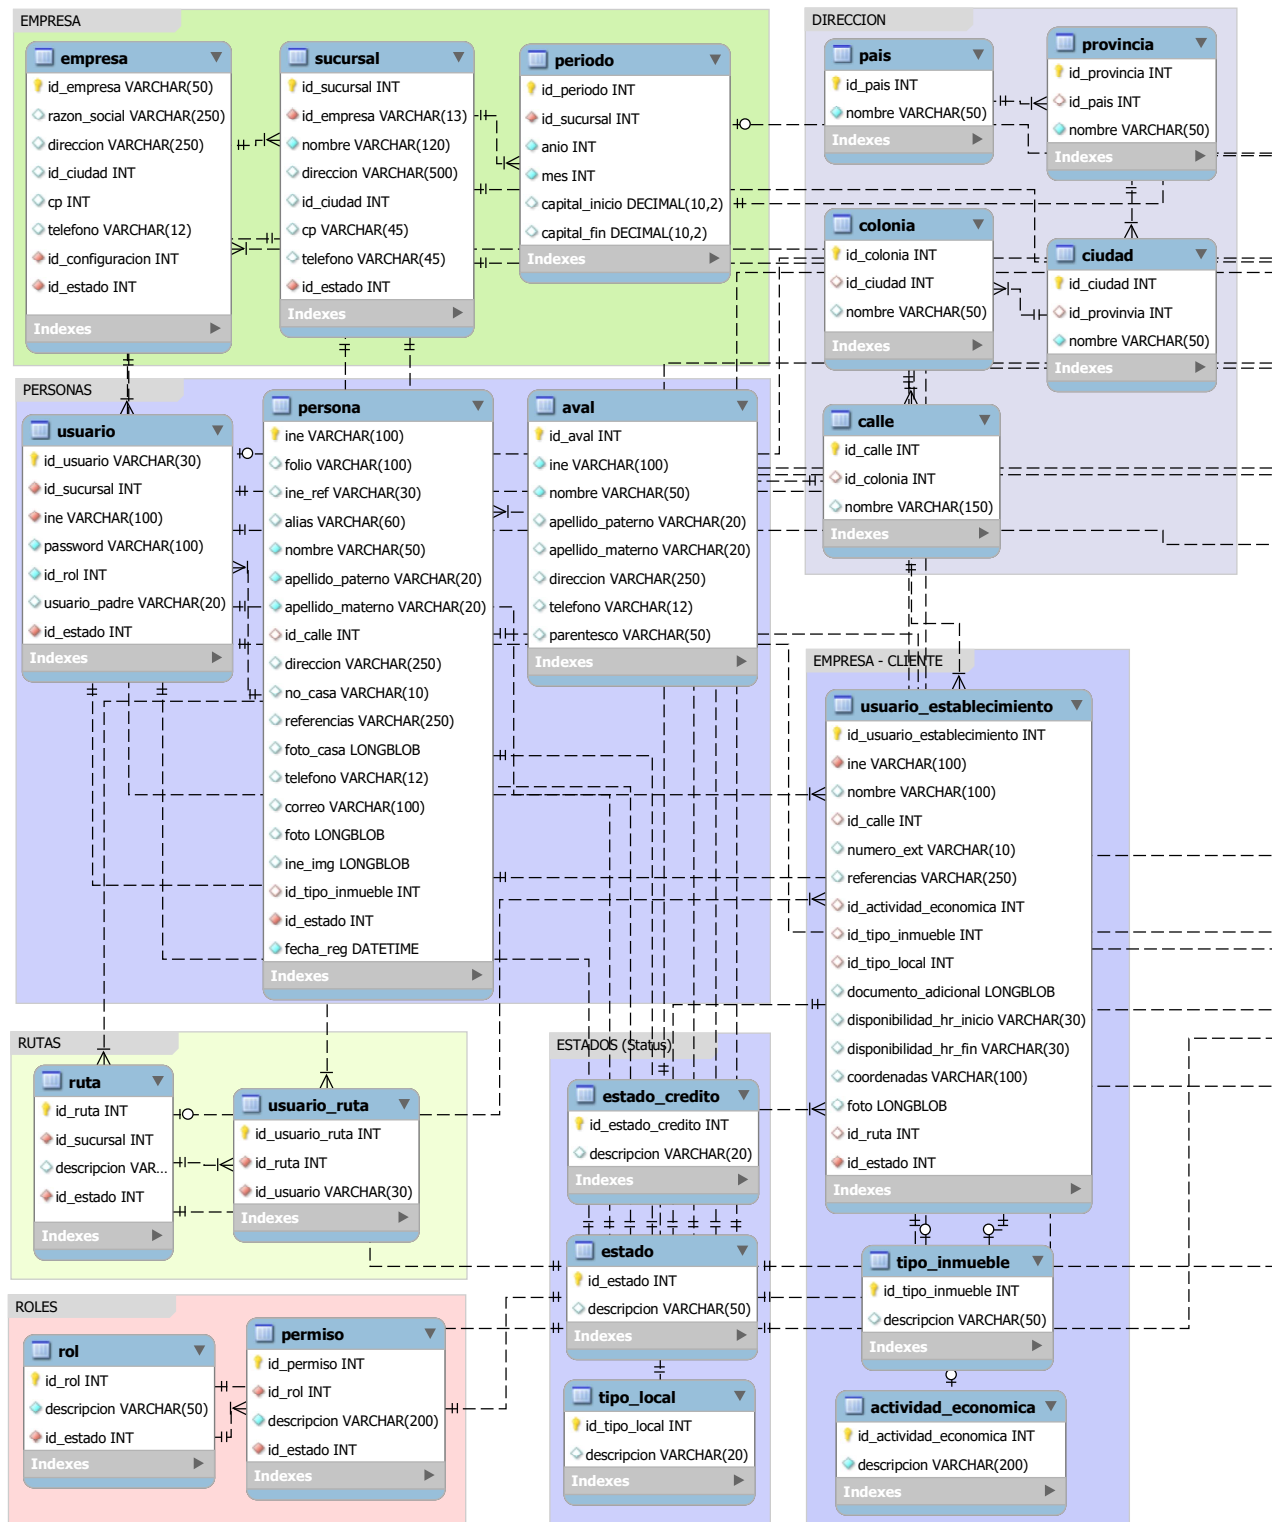 EMPRESA
empresa
id_empresa VARCHAR(50)
razon_social VARCHAR(250)
direccion VARCHAR(250)
id_ciudad INT
cp INT
telefono VARCHAR(12)
id_configuracion INT
id_estado INT
Indexes
sucursal
id_sucursal INT
id_empresa VARCHAR(13)
nombre VARCHAR(120)
direccion VARCHAR(500)
id_ciudad INT
cp VARCHAR(45)
telefono VARCHAR(45)
id_estado INT
Indexes
periodo
id_periodo INT
id_sucursal INT
anio INT
mes INT
capital_inicio DECIMAL(10,2)
capital_fin DECIMAL(10,2)
Indexes
DIRECCION
pais
id_pais INT
nombre VARCHAR(50)
Indexes
provincia
id_provincia INT
id_pais INT
nombre VARCHAR(50)
Indexes
colonia
id_colonia INT
id_ciudad INT
nombre VARCHAR(50)
Indexes
ciudad
id_ciudad INT
id_provinvia INT
nombre VARCHAR(50)
Indexes
calle
id_calle INT
id_colonia INT
nombre VARCHAR(150)
Indexes
PERSONAS
usuario
id_usuario VARCHAR(30)
id_sucursal INT
ine VARCHAR(100)
password VARCHAR(100)
id_rol INT
usuario_padre VARCHAR(20)
id_estado INT
Indexes
persona
ine VARCHAR(100)
folio VARCHAR(100)
ine_ref VARCHAR(30)
alias VARCHAR(60)
nombre VARCHAR(50)
apellido_paterno VARCHAR(20)
apellido_materno VARCHAR(20)
id_calle INT
direccion VARCHAR(250)
no_casa VARCHAR(10)
referencias VARCHAR(250)
foto_casa LONGBLOB
telefono VARCHAR(12)
correo VARCHAR(100)
foto LONGBLOB
ine_img LONGBLOB
id_tipo_inmueble INT
id_estado INT
fecha_reg DATETIME
Indexes
aval
id_aval INT
ine VARCHAR(100)
nombre VARCHAR(50)
apellido_paterno VARCHAR(20)
apellido_materno VARCHAR(20)
direccion VARCHAR(250)
telefono VARCHAR(12)
parentesco VARCHAR(50)
Indexes
EMPRESA - CLIENTE
usuario_establecimiento
id_usuario_establecimiento INT
ine VARCHAR(100)
nombre VARCHAR(100)
id_calle INT
numero_ext VARCHAR(10)
referencias VARCHAR(250)
id_actividad_economica INT
id_tipo_inmueble INT
id_tipo_local INT
documento_adicional LONGBLOB
disponibilidad_hr_inicio VARCHAR(30)
disponibilidad_hr_fin VARCHAR(30)
coordenadas VARCHAR(100)
foto LONGBLOB
id_ruta INT
id_estado INT
Indexes
tipo_inmueble
id_tipo_inmueble INT
descripcion VARCHAR(50)
Indexes
actividad_economica
id_actividad_economica INT
descripcion VARCHAR(200)
Indexes
RUTAS
ruta
id_ruta INT
id_sucursal INT
descripcion VAR...
id_estado INT
Indexes
usuario_ruta
id_usuario_ruta INT
id_ruta INT
id_usuario VARCHAR(30)
Indexes
ESTADOS (Status)
estado_credito
id_estado_credito INT
descripcion VARCHAR(20)
Indexes
estado
id_estado INT
descripcion VARCHAR(50)
Indexes
tipo_local
id_tipo_local INT
descripcion VARCHAR(20)
Indexes
ROLES
rol
id_rol INT
descripcion VARCHAR(50)
id_estado INT
Indexes
permiso
id_permiso INT
id_rol INT
descripcion VARCHAR(200)
id_estado INT
Indexes